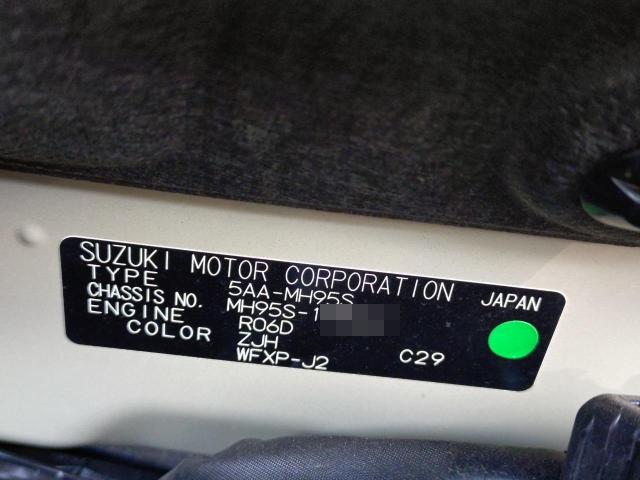 SUZUKI MOTOR CORPORATION JAPAN
TYPE 5AA-MH95S
CHASSIS NO. MH95S-1
ENGINE R06D
COLOR ZJH
WFXP-J2 C29